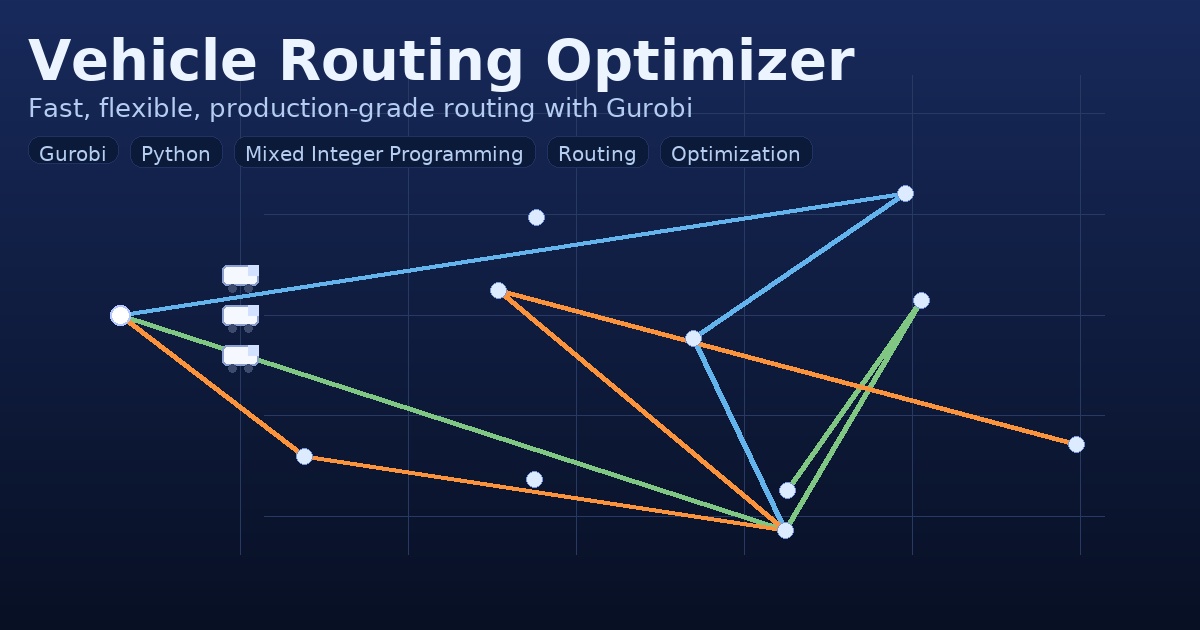 Vehicle Routing Optimizer
Fast, flexible, production-grade routing with Gurobi
Gurobi Python Mixed Integer Programming Routing Optimization